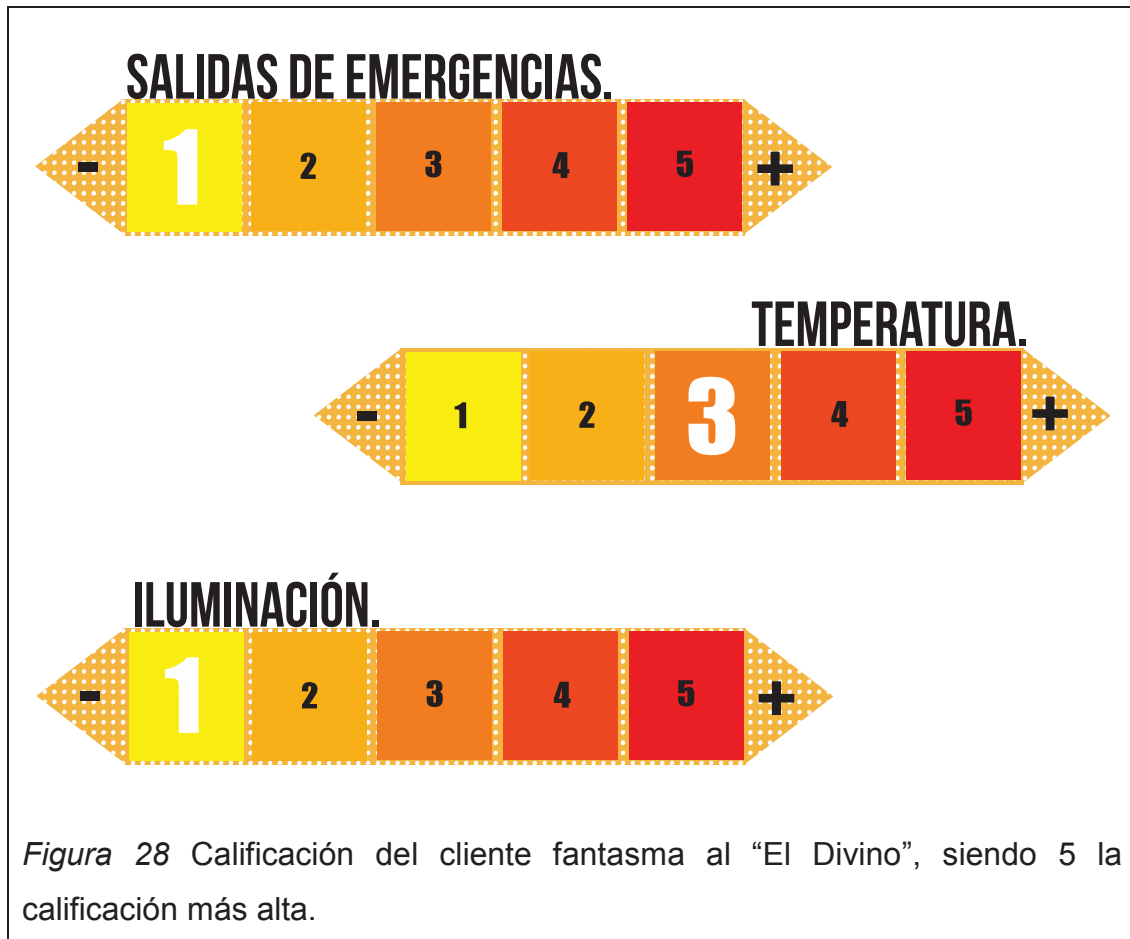 SALIDAS DE EMERGENCIAS.
- 1 2 3 4 5 +
TEMPERATURA.
- 1 2 3 4 5 +
ILUMINACIÓN.
- 1 2 3 4 5 +
Figura 28 Calificación del cliente fantasma al “El Divino”, siendo 5 la
calificación más alta.